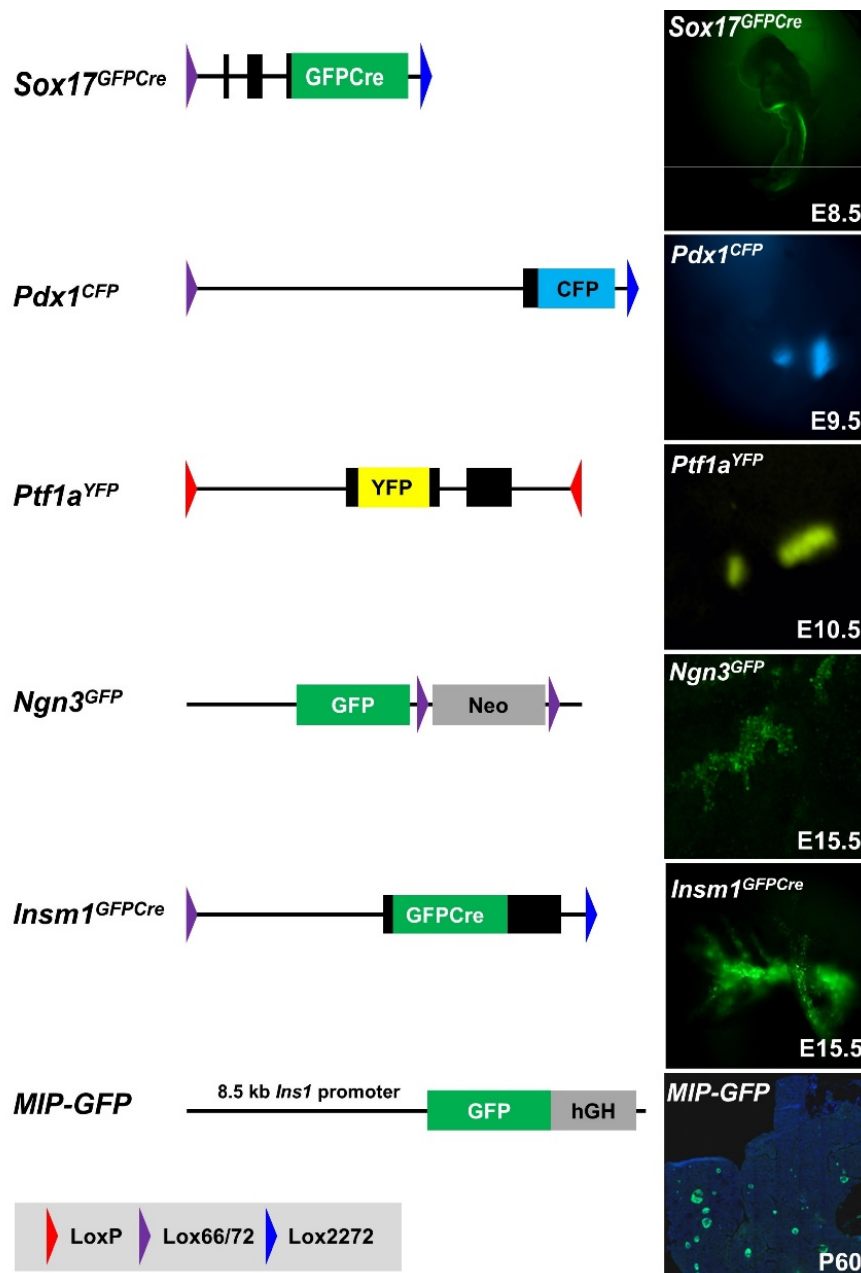 Sox17GFPCre
GFPCre
Sox17GFPCre
E8.5
Pdx1CFP
CFP
Pdx1CFP
E9.5
Ptf1aYFP
YFP
Ptf1aYFP
E10.5
Ngn3GFP
GFP
Neo
Ngn3GFP
E15.5
Insm1GFPCre
GFPCre
Insm1GFPCre
E15.5
MIP-GFP
8.5 kb Ins1 promoter
GFP
hGH
MIP-GFP
P60
LoxP
Lox66/72
Lox2272